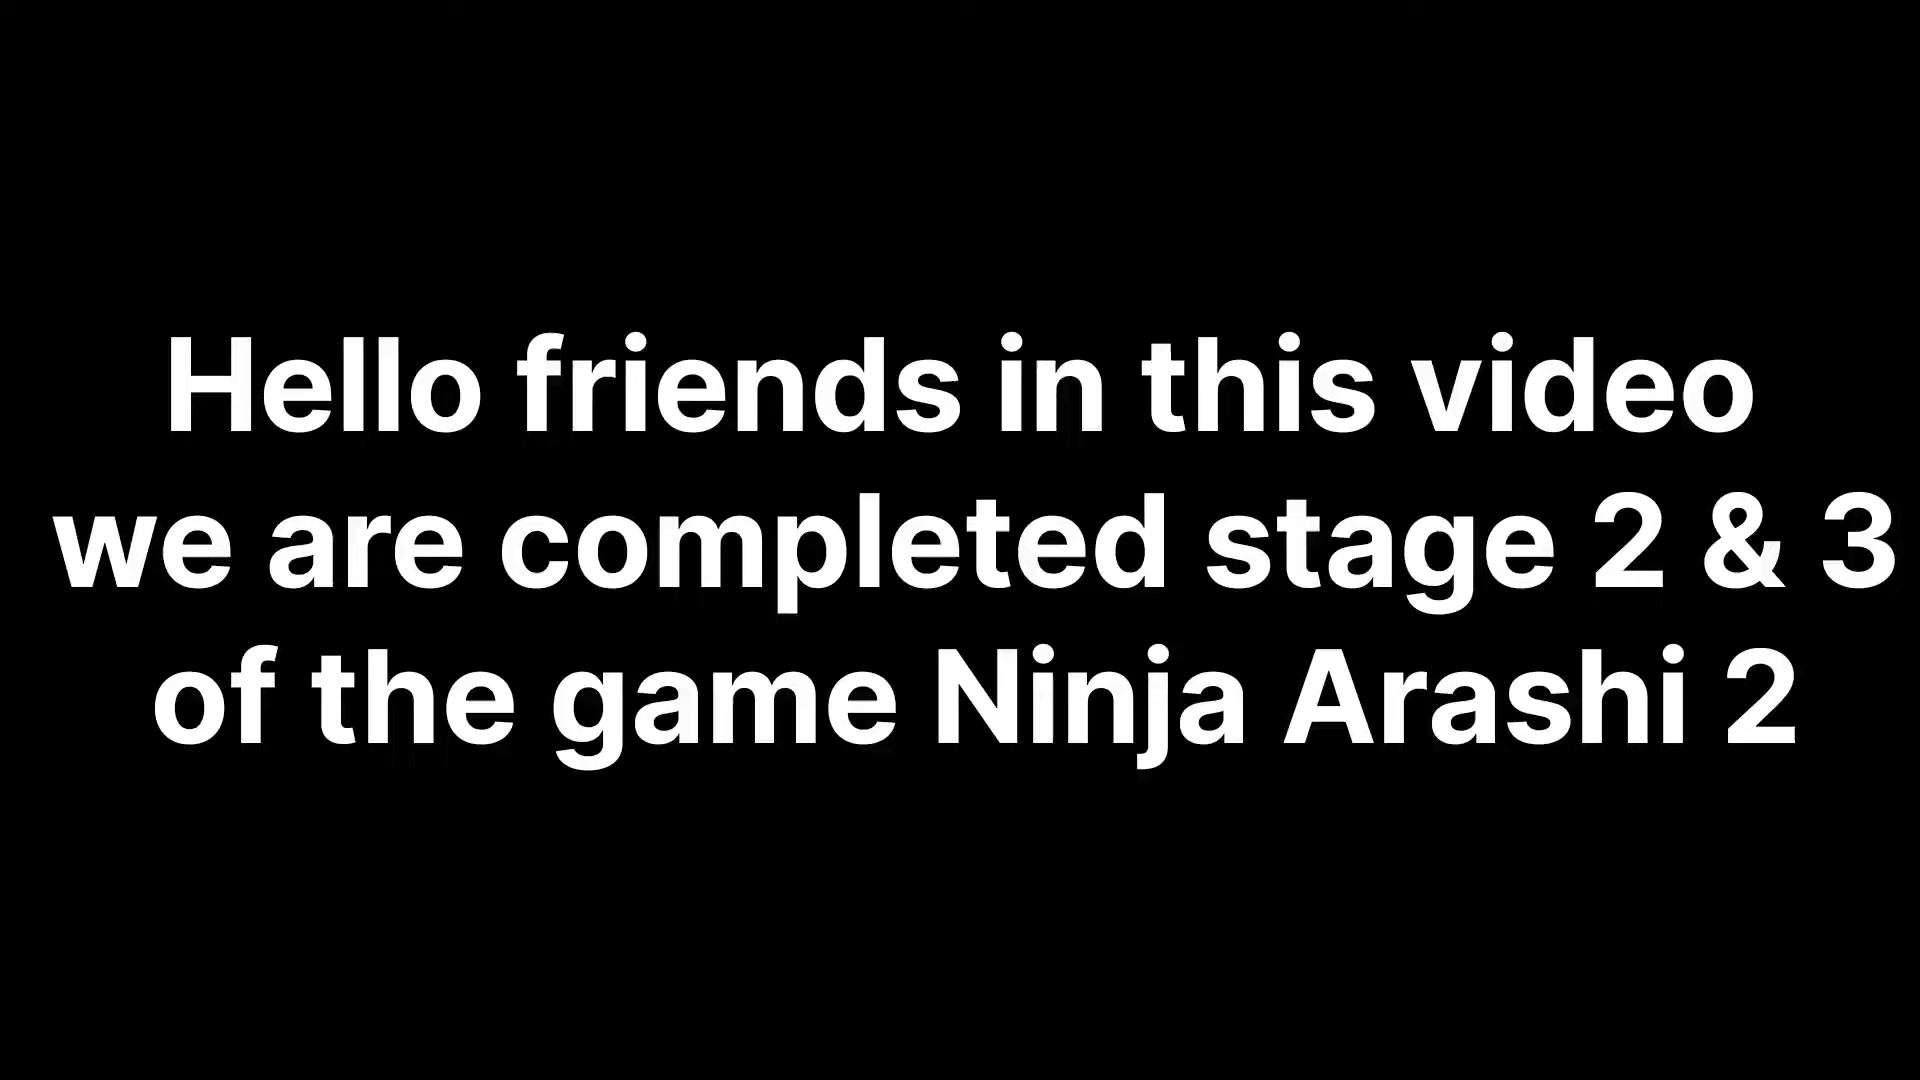 Hello friends in this video
we are completed stage 2 & 3
of the game Ninja Arashi 2